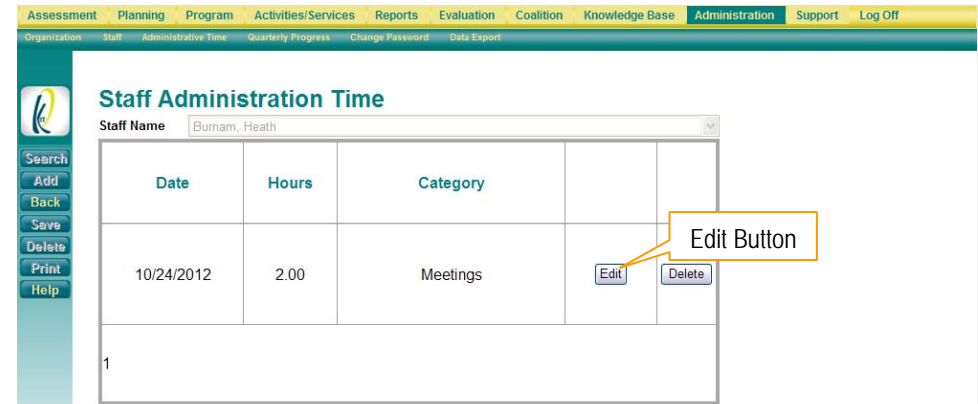 Assessment Planning Program Activities/Services Reports Evaluation Coalition Knowledge Base Administration Support Log Off
Organization Staff Administrative Time Quarterly Progress Change Password Data Export
Staff Administration Time
Staff Name Burnam, Heath
Search
Add
Back
Save
Delete
Print
Help
Date Hours Category
Edit Button
10/24/2012 2.00 Meetings Edit Delete
1